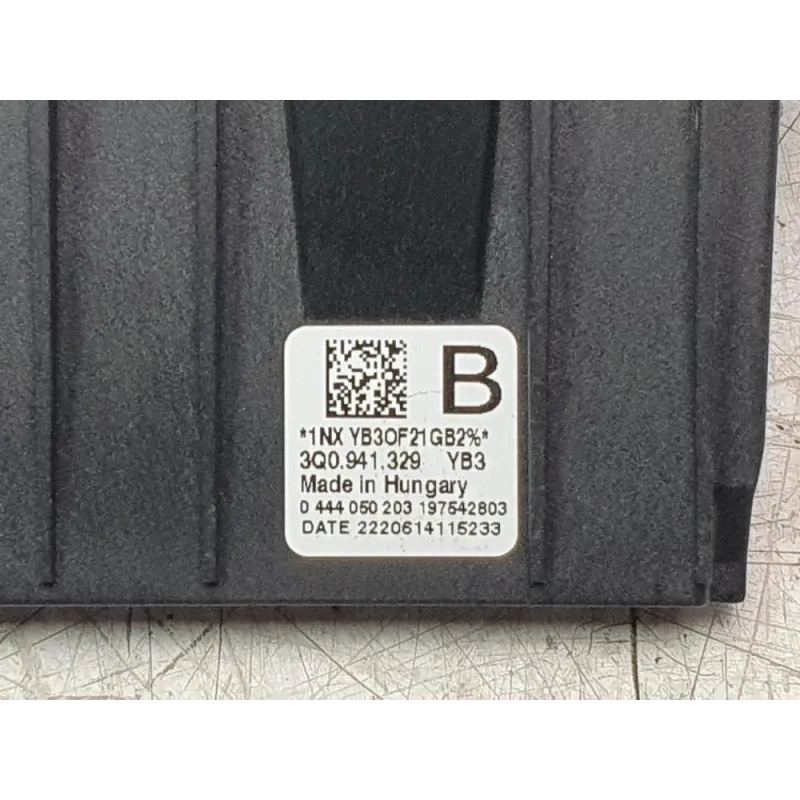 B
*1NX YB3OF21GB2%*
3Q0.941.329 YB3
Made in Hungary
0 444 050 203 197542803
DATE 2220614115233